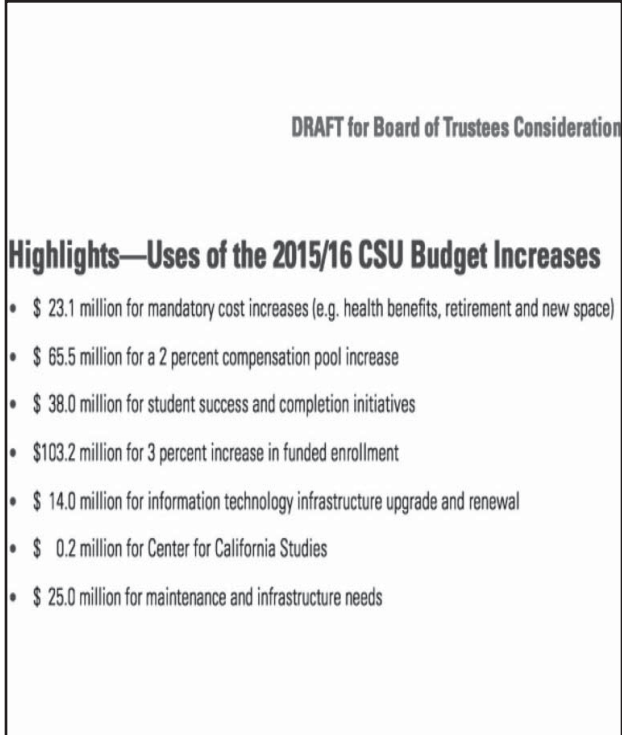 DRAFT for Board of Trustees Consideration
Highlights—Uses of the 2015/16 CSU Budget Increases
• $ 23.1 million for mandatory cost increases (e.g. health benefits, retirement and new space)
• $ 65.5 million for a 2 percent compensation pool increase
• $ 38.0 million for student success and completion initiatives
• $103.2 million for 3 percent increase in funded enrollment
• $ 14.0 million for information technology infrastructure upgrade and renewal
• $ 0.2 million for Center for California Studies
• $ 25.0 million for maintenance and infrastructure needs